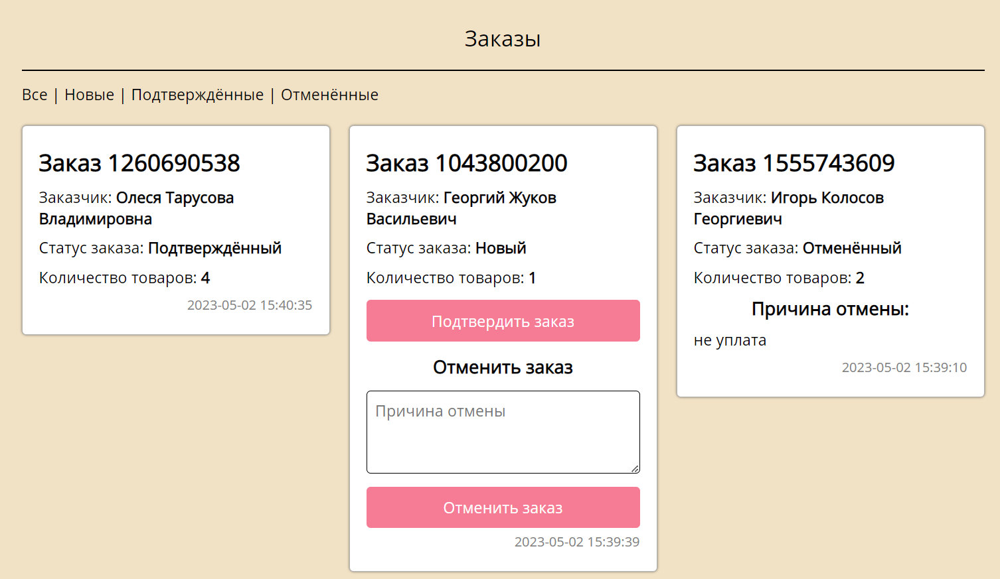 Заказы
Все | Новые | Подтверждённые | Отменённые
Заказ 1260690538
Заказчик: Олеся Тарусова
Владимировна
Статус заказа: Подтверждённый
Количество товаров: 4
2023-05-02 15:40:35
Заказ 1043800200
Заказчик: Георгий Жуков
Васильевич
Статус заказа: Новый
Количество товаров: 1
Подтвердить заказ
Отменить заказ
Причина отмены
Отменить заказ
2023-05-02 15:39:39
Заказ 1555743609
Заказчик: Игорь Колосов
Георгиевич
Статус заказа: Отменённый
Количество товаров: 2
Причина отмены:
не уплата
2023-05-02 15:39:10